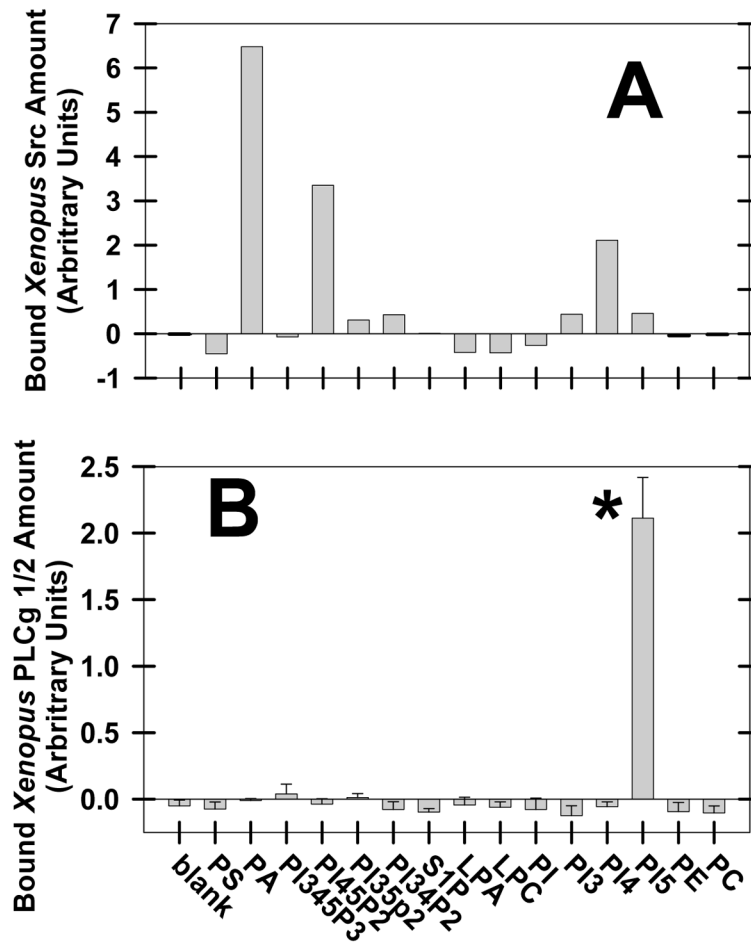 A
Bound Xenopus Src Amount
(Arbritrary Units)
7
6
5
4
3
2
1
0
-1
B
*
Bound Xenopus PLCg 1/2 Amount
(Arbritrary Units)
2.5
2.0
1.5
1.0
0.5
0.0
blank
PS
PA
PI345P3
PI45P2
PI35p2
PI34P2
S1P
LPA
LPC
PI
PI3
PI4
PI5
PE
PC